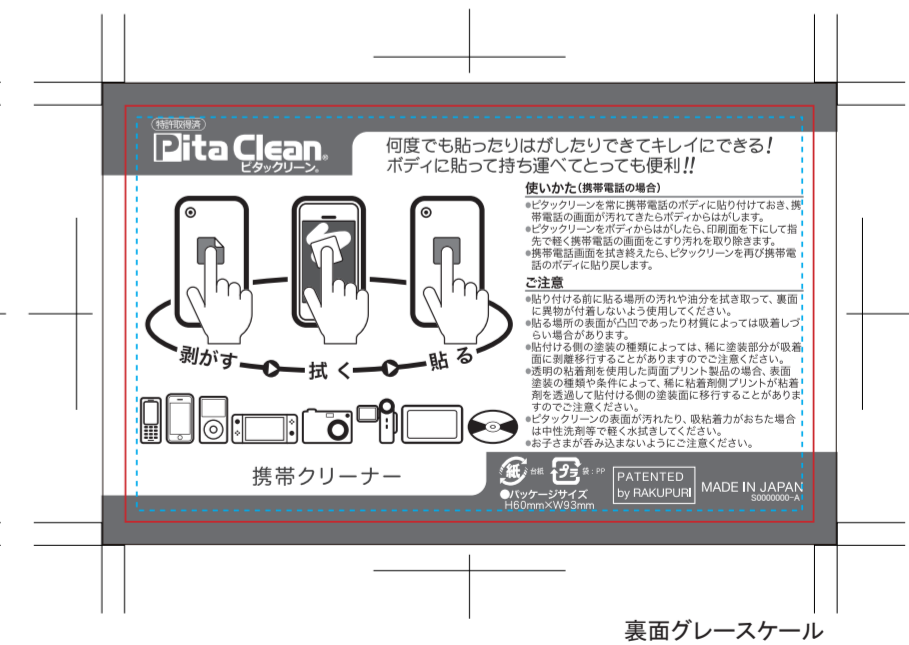 特許取得済
Pita Clean®
ピタックリーン®
何度でも貼ったりはがしたりできてキレイにできる!
ボディに貼って持ち運べてとっても便利!!
使いかた(携帯電話の場合)
●ピタックリーンを常に携帯電話のボディに貼り付けておき、携
帯電話の画面が汚れてきたらボディからはがします。
●ピタックリーンをボディからはがしたら、印刷面を下にして指
先で軽く携帯電話の画面をこすり汚れを取り除きます。
●携帯電話画面を拭き終えたら、ピタックリーンを再び携帯電
話のボディに貼り戻します。
ご注意
●貼り付ける前に貼る場所の汚れや油分を拭き取って、裏面
に異物が付着しないよう使用してください。
●貼る場所の表面が凸凹であったり材質によっては吸着しづ
らい場合があります。
●貼付ける側の塗装の種類によっては、稀に塗装部分が吸着
面に剥離移行することがありますのでご注意ください。
●透明の粘着剤を使用した両面プリント製品の場合、表面
塗装の種類や条件によって、稀に粘着剤側プリントが粘着
剤を透過して貼付ける側の塗装面に移行することがありま
すのでご注意ください。
●ピタックリーンの表面が汚れたり、吸粘着力がおちた場合
は中性洗剤等で軽く水拭きしてください。
●お子さまが呑み込まないようにご注意ください。
剥がす
拭く
貼る
携帯クリーナー
紙 台紙 プラ 袋:PP
●パッケージサイズ
H60mm×W93mm
PATENTED
by RAKUPURI
MADE IN JAPAN
S0000000-A
裏面グレースケール